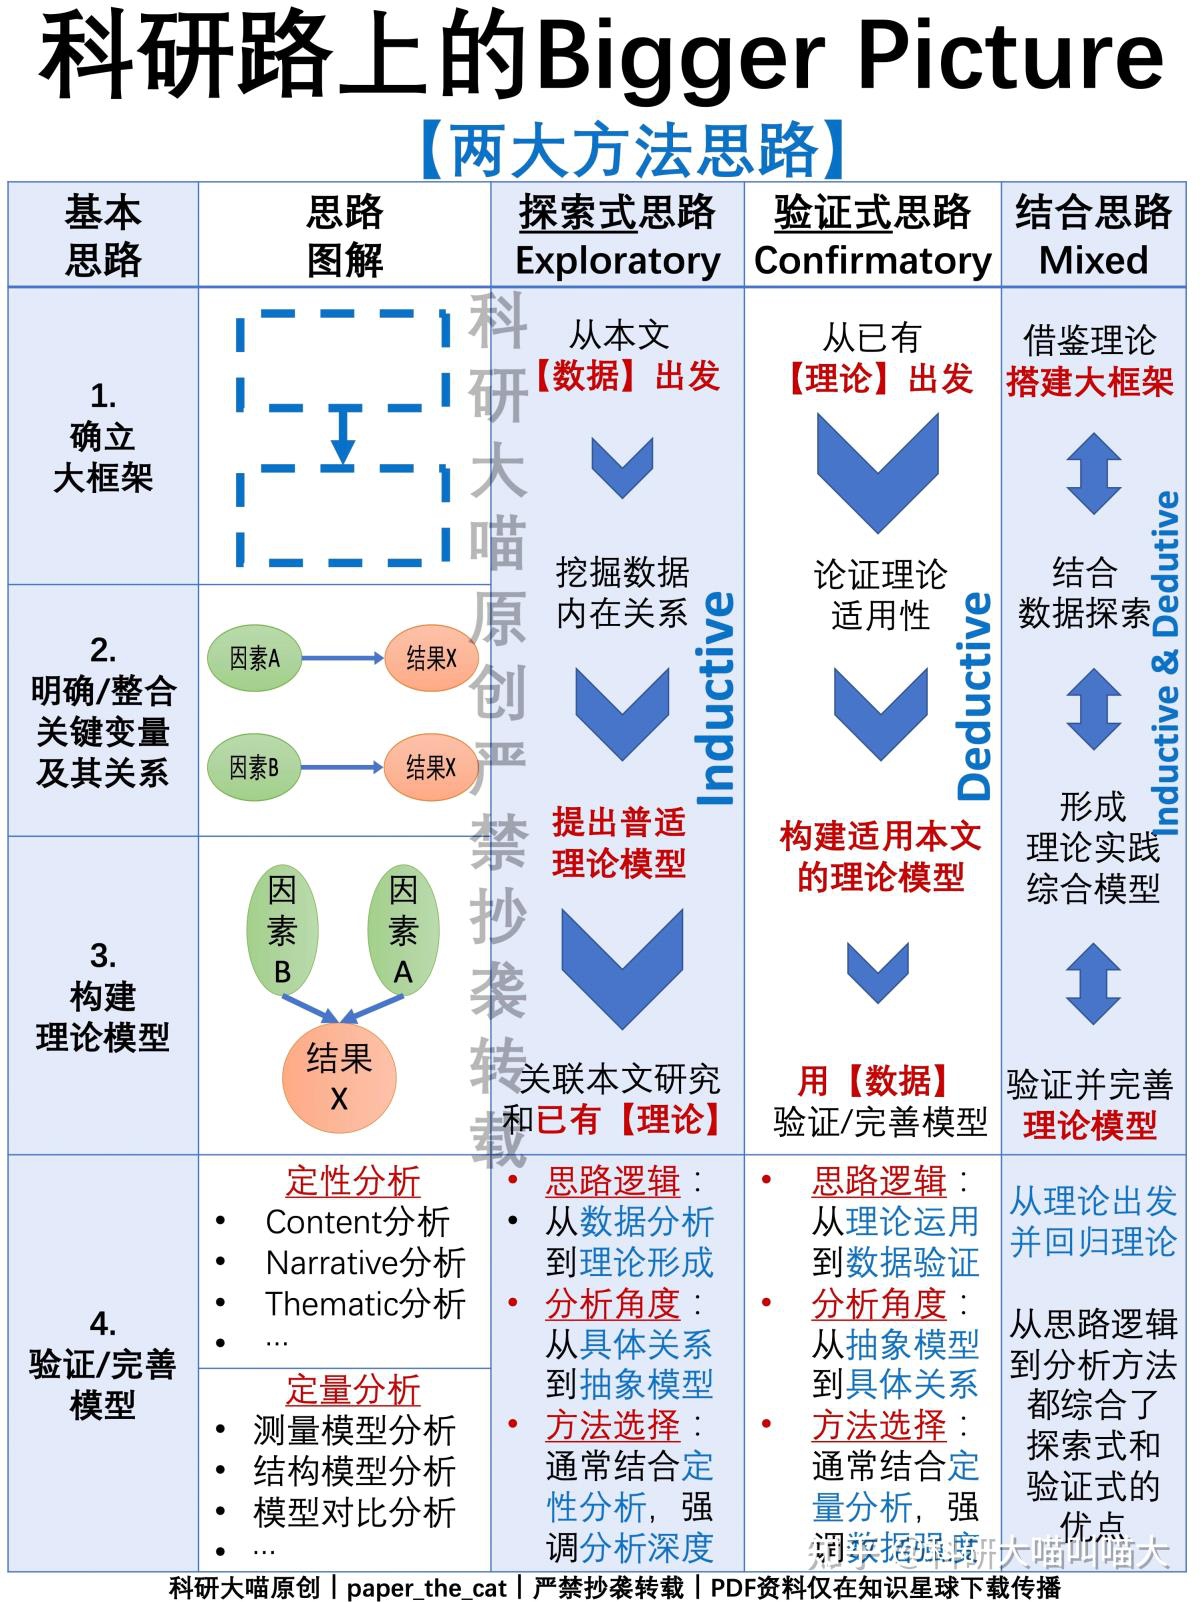 科研路上的Bigger Picture
【两大方法思路】
基本
思路
思路
图解
探索式思路
Exploratory
验证式思路
Confirmatory
结合思路
Mixed
1.
确立
大框架
从本文
【数据】出发
挖掘数据
内在关系
提出普适
理论模型
关联本文研究
和已有【理论】
Inductive
从已有
【理论】出发
论证理论
适用性
构建适用本文
的理论模型
用【数据】
验证/完善模型
Deductive
借鉴理论
搭建大框架
结合
数据探索
形成
理论实践
综合模型
验证并完善
理论模型
Inductive & Dedutive
2.
明确/整合
关键变量
及其关系
因素A
结果X
因素B
结果X
3.
构建
理论模型
因
素
B
因
素
A
结果
X
4.
验证/完善
模型
定性分析
• Content分析
• Narrative分析
• Thematic分析
• ...
定量分析
• 测量模型分析
• 结构模型分析
• 模型对比分析
• ...
• 思路逻辑：
• 从数据分析
到理论形成
• 分析角度：
从具体关系
到抽象模型
• 方法选择：
通常结合定
性分析，强
调分析深度
• 思路逻辑：
从理论运用
到数据验证
• 分析角度：
从抽象模型
到具体关系
• 方法选择：
通常结合定
量分析，强
调数据强度
从理论出发
并回归理论
从思路逻辑
到分析方法
都综合了
探索式和
验证式的
优点
科研大喵原创严禁抄袭转载
知乎 @科研大喵叫喵大
科研大喵原创丨paper_the_cat丨严禁抄袭转载丨PDF资料仅在知识星球下载传播